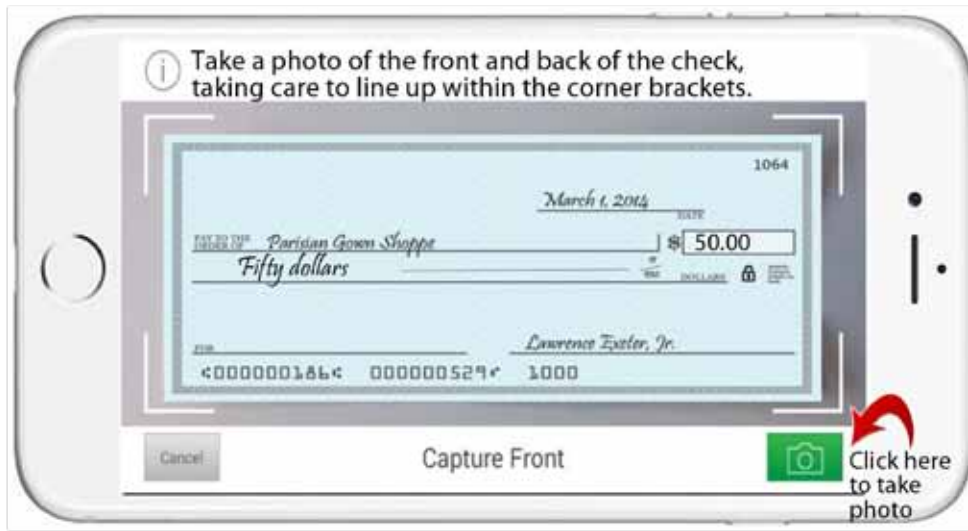 Take a photo of the front and back of the check,
taking care to line up within the corner brackets.
1064
March 1, 2014
DATE
PAY TO THE
ORDER OF Parisian Gown Shoppe $ 50.00
Fifty dollars
DOLLARS
FOR Lawrence Exeter, Jr.
000000186 000000529 1000
Cancel Capture Front
Click here
to take
photo